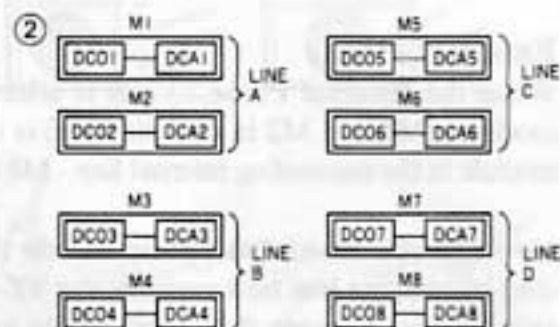 ②
M1
DCO1 DCA1
M2
DCO2 DCA2
LINE
A
M5
DCO5 DCA5
M6
DCO6 DCA6
LINE
C
M3
DCO3 DCA3
M4
DCO4 DCA4
LINE
B
M7
DCO7 DCA7
M8
DCO8 DCA8
LINE
D